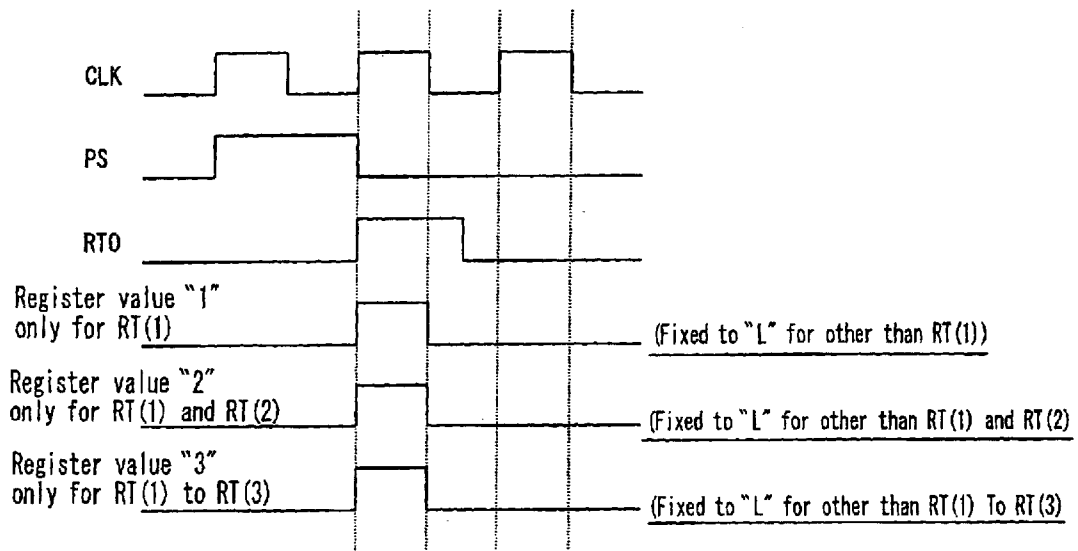 CLK
PS
RTO
Register value "1"
only for RT(1)
(Fixed to "L" for other than RT(1))
Register value "2"
only for RT(1) and RT(2)
(Fixed to "L" for other than RT(1) and RT(2)
Register value "3"
only for RT(1) to RT(3)
(Fixed to "L" for other than RT(1) To RT(3)